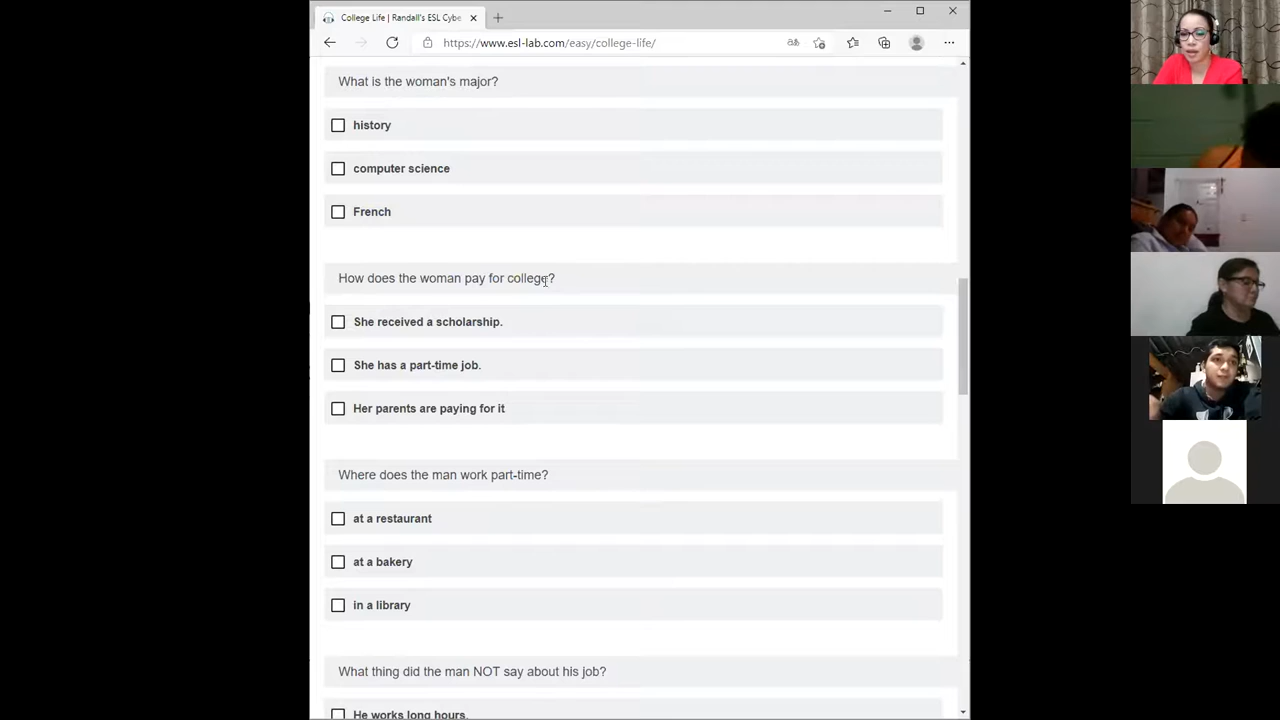 College Life | Randall's ESL Cybe
https://www.esl-lab.com/easy/college-life/
What is the woman's major?
history
computer science
French
How does the woman pay for college?
She received a scholarship.
She has a part-time job.
Her parents are paying for it
Where does the man work part-time?
at a restaurant
at a bakery
in a library
What thing did the man NOT say about his job?
He works long hours.